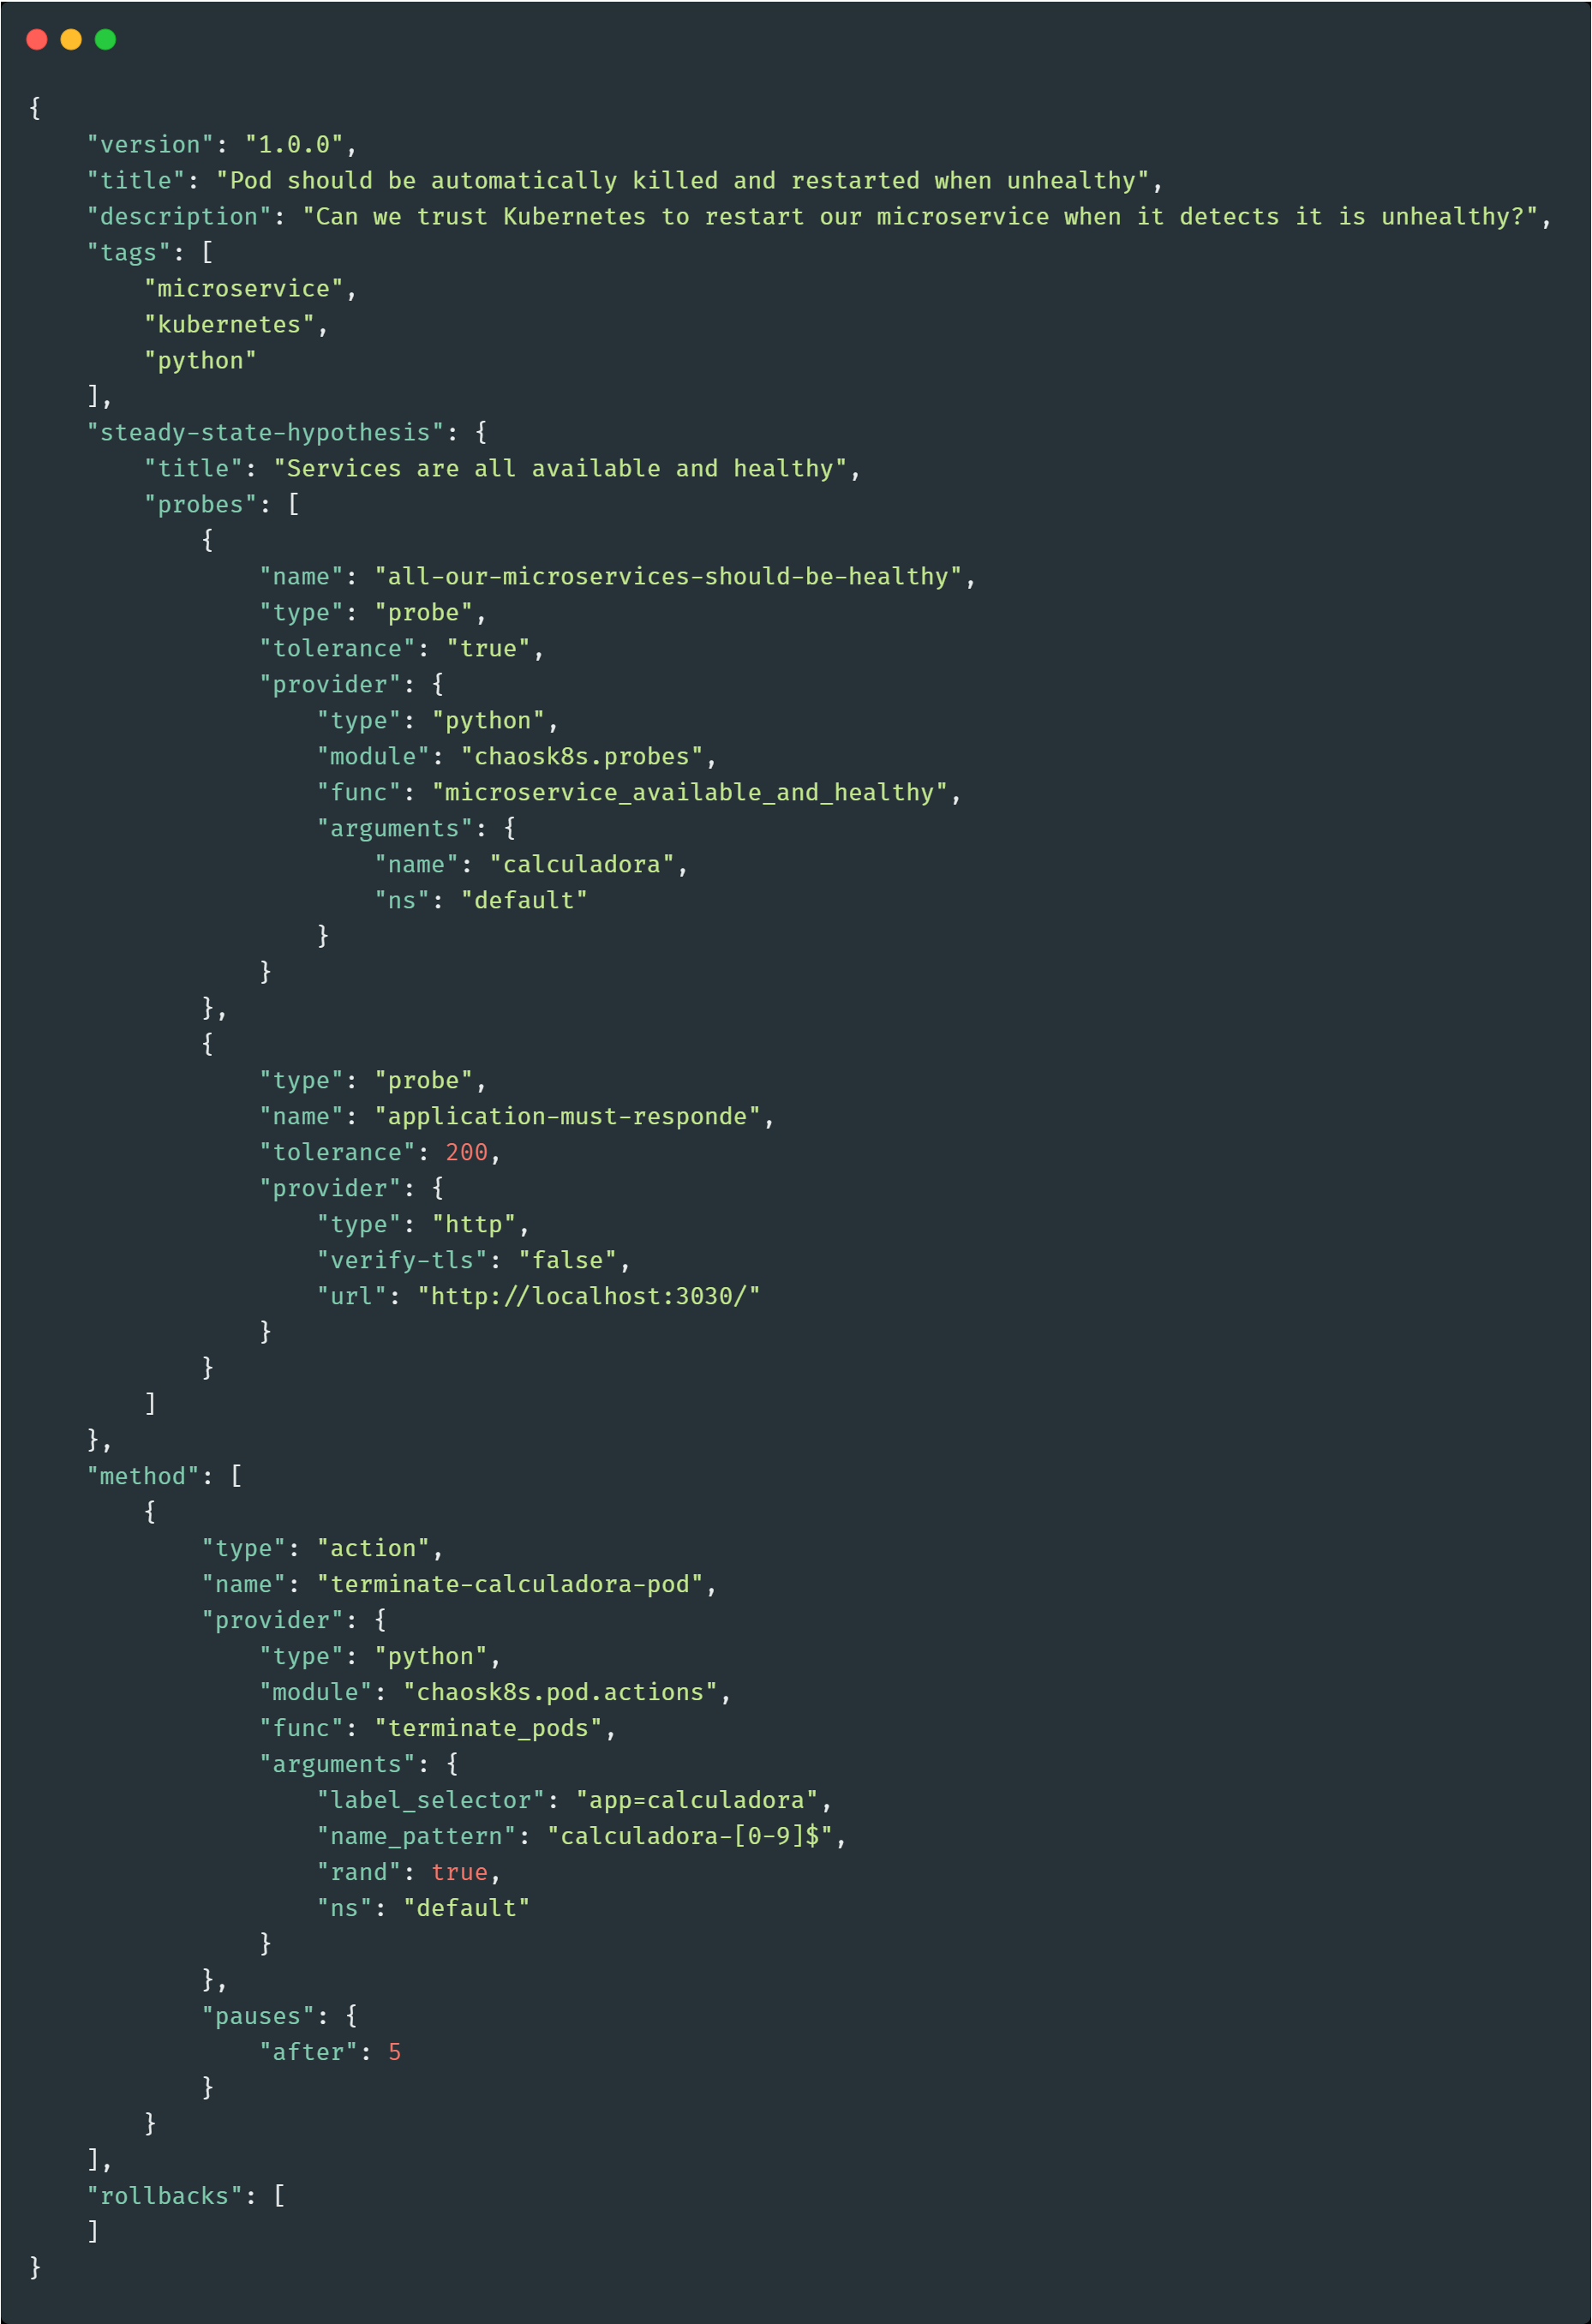 {
    "version": "1.0.0",
    "title": "Pod should be automatically killed and restarted when unhealthy",
    "description": "Can we trust Kubernetes to restart our microservice when it detects it is unhealthy?",
    "tags": [
        "microservice",
        "kubernetes",
        "python"
    ],
    "steady-state-hypothesis": {
        "title": "Services are all available and healthy",
        "probes": [
            {
                "name": "all-our-microservices-should-be-healthy",
                "type": "probe",
                "tolerance": "true",
                "provider": {
                    "type": "python",
                    "module": "chaosk8s.probes",
                    "func": "microservice_available_and_healthy",
                    "arguments": {
                        "name": "calculadora",
                        "ns": "default"
                    }
                }
            },
            {
                "type": "probe",
                "name": "application-must-responde",
                "tolerance": 200,
                "provider": {
                    "type": "http",
                    "verify-tls": "false",
                    "url": "http://localhost:3030/"
                }
            }
        ]
    },
    "method": [
        {
            "type": "action",
            "name": "terminate-calculadora-pod",
            "provider": {
                "type": "python",
                "module": "chaosk8s.pod.actions",
                "func": "terminate_pods",
                "arguments": {
                    "label_selector": "app=calculadora",
                    "name_pattern": "calculadora-[0-9]$",
                    "rand": true,
                    "ns": "default"
                }
            },
            "pauses": {
                "after": 5
            }
        }
    ],
    "rollbacks": [
    ]
}